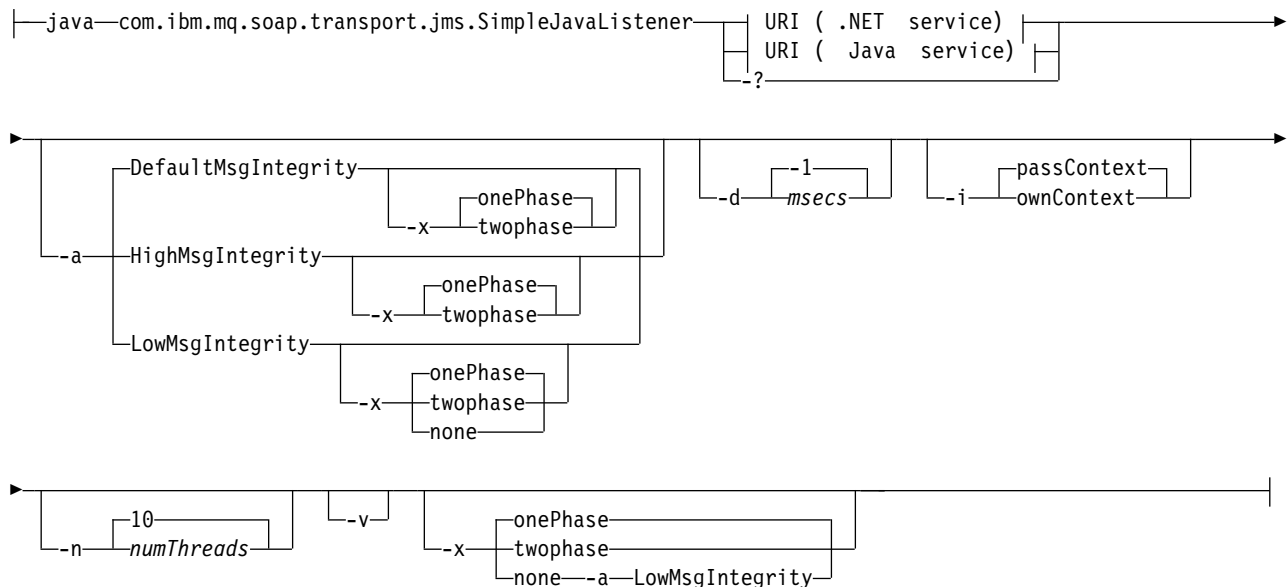 java com.ibm.mq.soap.transport.jms.SimpleJavaListener URI ( .NET service)
URI ( Java service)
-?
DefaultMsgIntegrity -1 passContext
onePhase -d msecs -i ownContext
-x twophase
-a HighMsgIntegrity
onePhase
-x twophase
LowMsgIntegrity
onePhase
-x twophase
none
10 -v onePhase
-n numThreads -x twophase
none -a LowMsgIntegrity